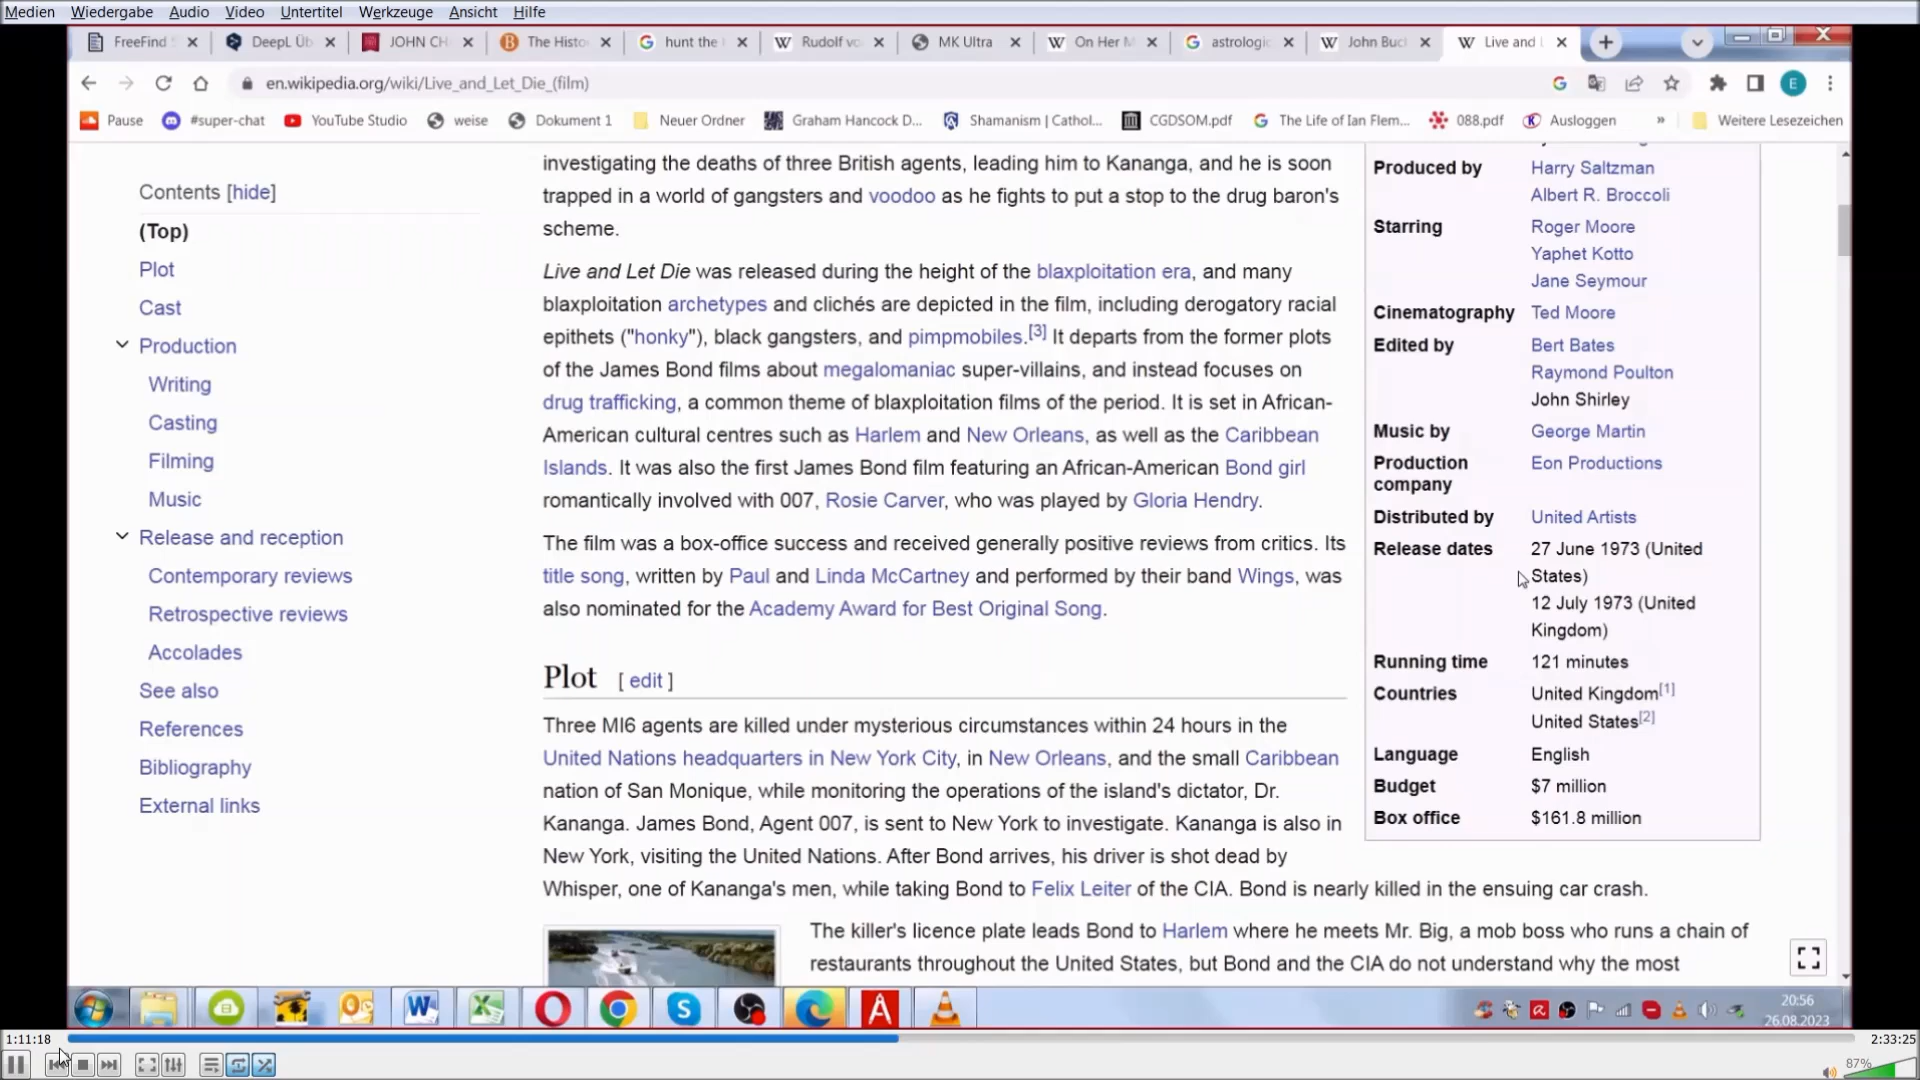 Medien Wiedergabe Audio Video Untertitel Werkzeuge Ansicht Hilfe
FreeFind DeepL Üb JOHN CH The Histo hunt the Rudolf vo MK Ultra On Her M astrologic John Buc Live and
en.wikipedia.org/wiki/Live_and_Let_Die_(film)
E
Pause #super-chat YouTube Studio weise Dokument 1 Neuer Ordner Graham Hancock D... Shamanism | Cathol... CGDSOM.pdf The Life of Ian Flem... 088.pdf Ausloggen » Weitere Lesezeichen
Contents [hide]
(Top)
Plot
Cast
Production
Writing
Casting
Filming
Music
Release and reception
Contemporary reviews
Retrospective reviews
Accolades
See also
References
Bibliography
External links
investigating the deaths of three British agents, leading him to Kananga, and he is soon
trapped in a world of gangsters and voodoo as he fights to put a stop to the drug baron's
scheme.
Live and Let Die was released during the height of the blaxploitation era, and many
blaxploitation archetypes and clichés are depicted in the film, including derogatory racial
epithets ("honky"), black gangsters, and pimpmobiles.[3] It departs from the former plots
of the James Bond films about megalomaniac super-villains, and instead focuses on
drug trafficking, a common theme of blaxploitation films of the period. It is set in African-
American cultural centres such as Harlem and New Orleans, as well as the Caribbean
Islands. It was also the first James Bond film featuring an African-American Bond girl
romantically involved with 007, Rosie Carver, who was played by Gloria Hendry.
The film was a box-office success and received generally positive reviews from critics. Its
title song, written by Paul and Linda McCartney and performed by their band Wings, was
also nominated for the Academy Award for Best Original Song.
Plot [ edit ]
Three MI6 agents are killed under mysterious circumstances within 24 hours in the
United Nations headquarters in New York City, in New Orleans, and the small Caribbean
nation of San Monique, while monitoring the operations of the island's dictator, Dr.
Kananga. James Bond, Agent 007, is sent to New York to investigate. Kananga is also in
New York, visiting the United Nations. After Bond arrives, his driver is shot dead by
Whisper, one of Kananga's men, while taking Bond to Felix Leiter of the CIA. Bond is nearly killed in the ensuing car crash.
The killer's licence plate leads Bond to Harlem where he meets Mr. Big, a mob boss who runs a chain of
restaurants throughout the United States, but Bond and the CIA do not understand why the most
Produced by Harry Saltzman
Albert R. Broccoli
Starring Roger Moore
Yaphet Kotto
Jane Seymour
Cinematography Ted Moore
Edited by Bert Bates
Raymond Poulton
John Shirley
Music by George Martin
Production Eon Productions
company
Distributed by United Artists
Release dates 27 June 1973 (United
States)
12 July 1973 (United
Kingdom)
Running time 121 minutes
Countries United Kingdom[1]
United States[2]
Language English
Budget $7 million
Box office $161.8 million
20:56
26.08.2023
1:11:18 2:33:25
87%